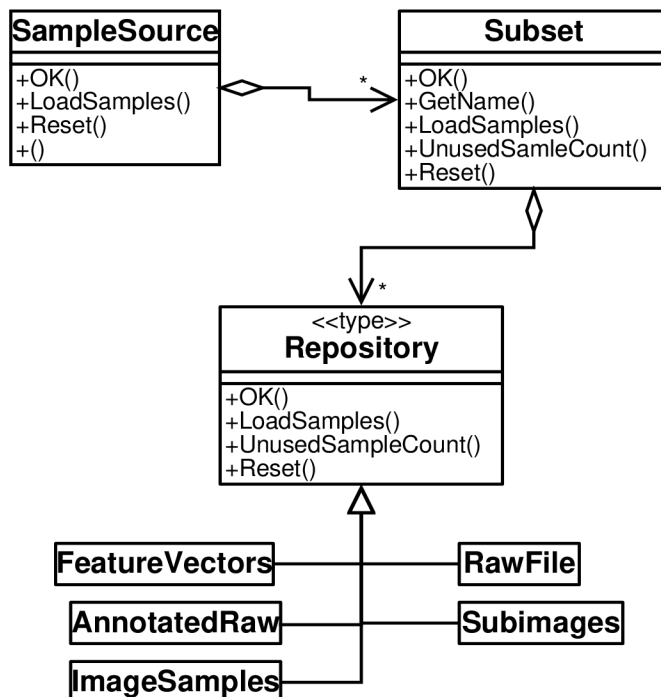 SampleSource
+OK()
+LoadSamples()
+Reset()
+()
*
Subset
+OK()
+GetName()
+LoadSamples()
+UnusedSamleCount()
+Reset()
*
<<type>>
Repository
+OK()
+LoadSamples()
+UnusedSampleCount()
+Reset()
FeatureVectors
RawFile
AnnotatedRaw
Subimages
ImageSamples